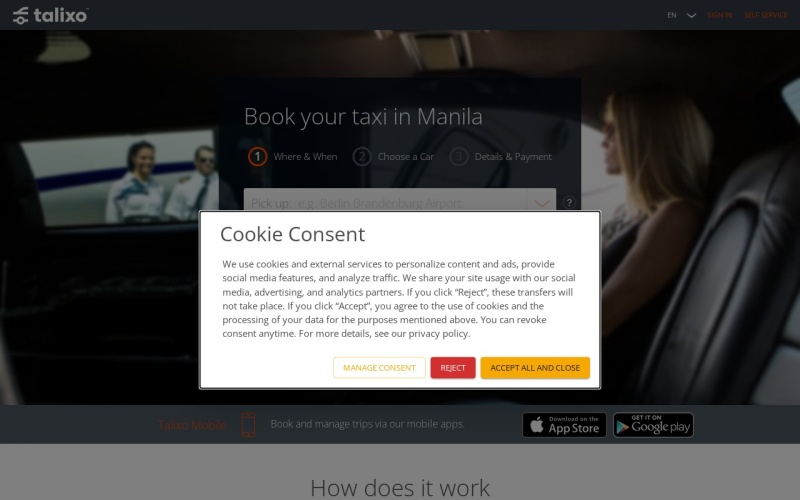 talixo
EN
SIGN IN
SELF SERVICE
Book your taxi in Manila
1 Where & When
2 Choose a Car
3 Details & Payment
Pick up: e.g. Berlin Brandenburg Airport
?
Cookie Consent
We use cookies and external services to personalize content and ads, provide
social media features, and analyze traffic. We share your site usage with our social
media, advertising, and analytics partners. If you click “Reject”, these transfers will
not take place. If you click “Accept”, you agree to the use of cookies and the
processing of your data for the purposes mentioned above. You can revoke
consent anytime. For more details, see our privacy policy.
MANAGE CONSENT
REJECT
ACCEPT ALL AND CLOSE
Talixo Mobile
Book and manage trips via our mobile apps.
Download on the
App Store
GET IT ON
Google play
How does it work